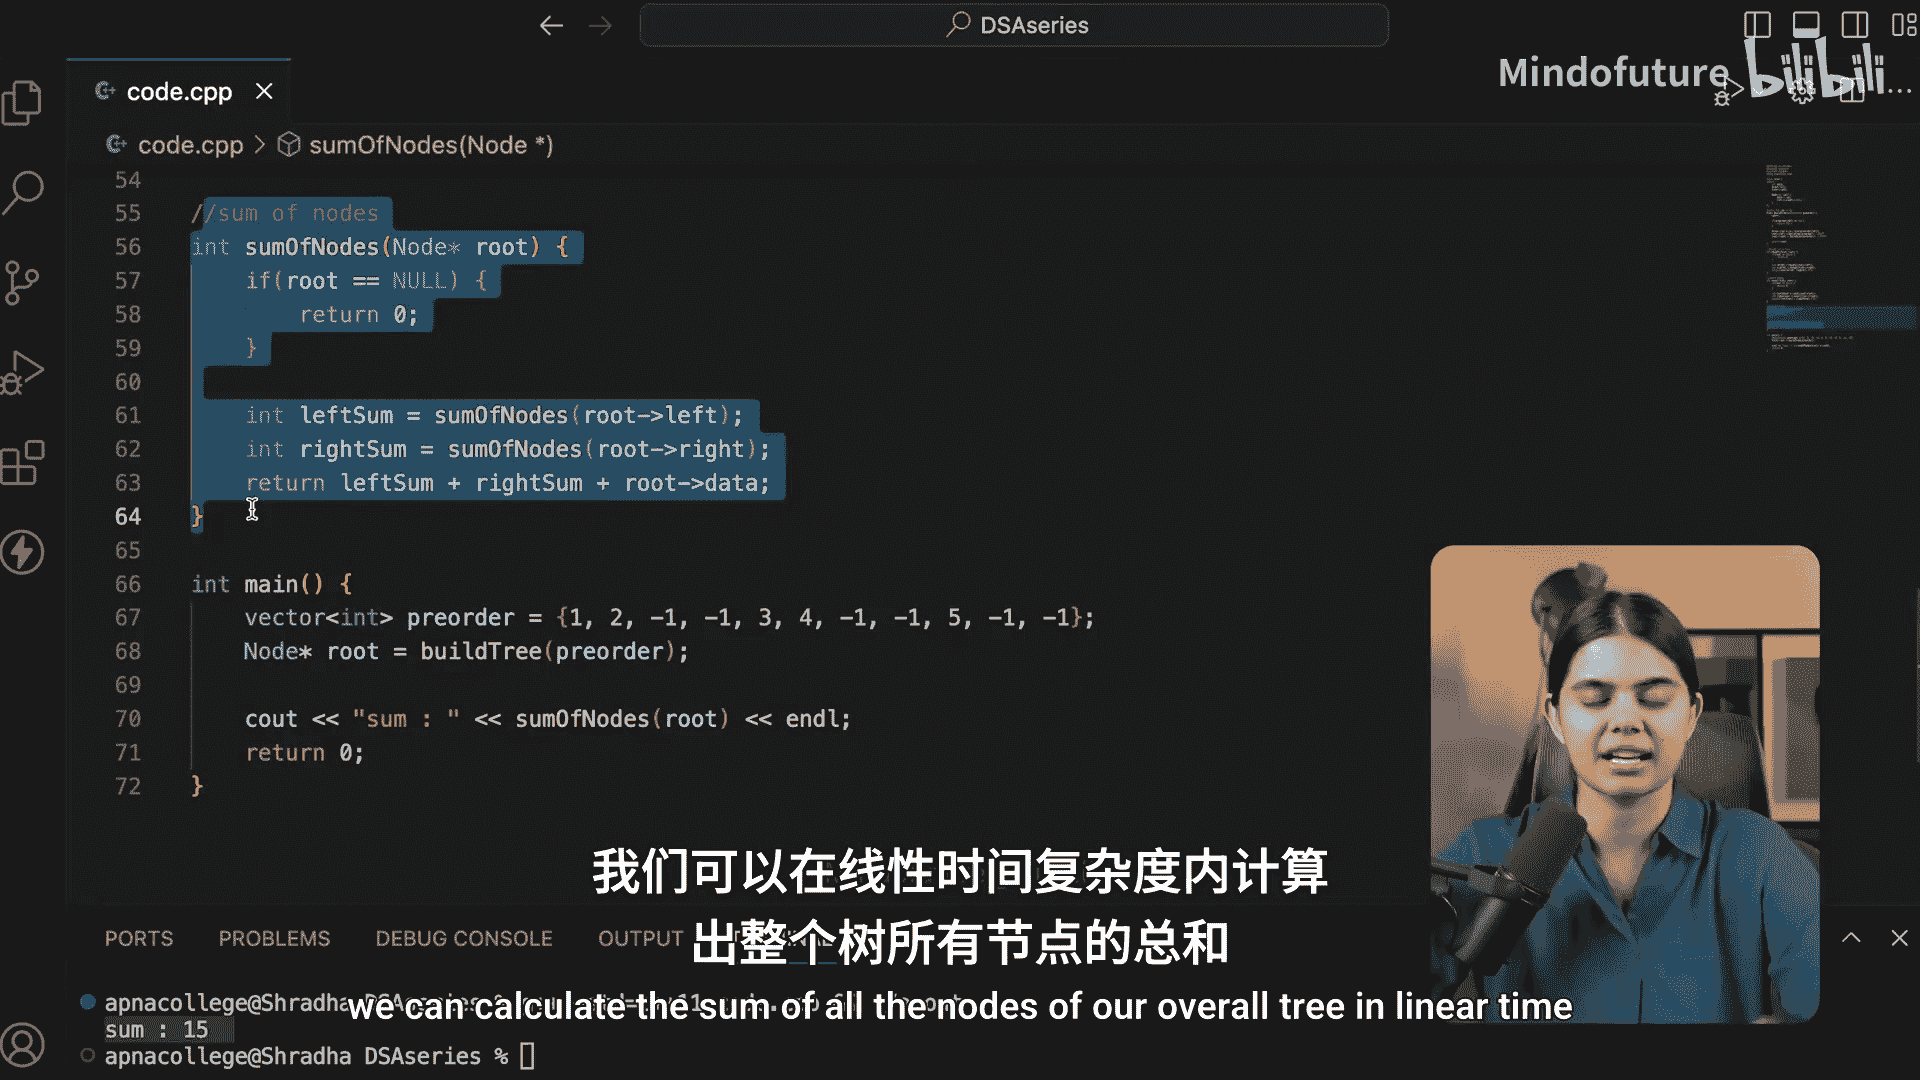 DSAseries
Mindofuture bilibili
code.cpp
code.cpp > sumOfNodes(Node *)
54
55 //sum of nodes
56 int sumOfNodes(Node* root) {
57 if(root == NULL) {
58 return 0;
59 }
60
61 int leftSum = sumOfNodes(root->left);
62 int rightSum = sumOfNodes(root->right);
63 return leftSum + rightSum + root->data;
64 }
65
66 int main() {
67 vector<int> preorder = {1, 2, -1, -1, 3, 4, -1, -1, 5, -1, -1};
68 Node* root = buildTree(preorder);
69
70 cout << "sum : " << sumOfNodes(root) << endl;
71 return 0;
72 }
我们可以在线性时间复杂度内计算
出整个树所有节点的总和
PORTS PROBLEMS DEBUG CONSOLE OUTPUT
apnacollege@Shradha DSAseries %
we can calculate the sum of all the nodes of our overall tree in linear time
sum : 15
apnacollege@Shradha DSAseries %